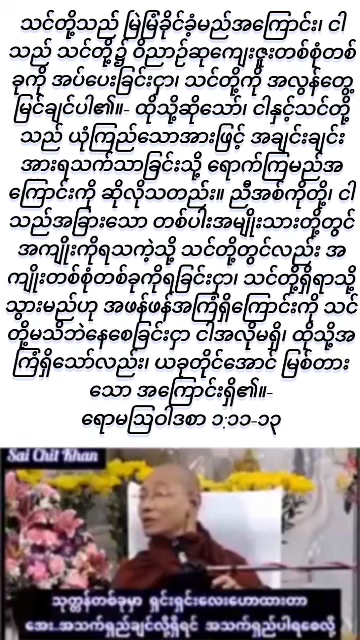 သင်တို့သည် မြဲမြံခိုင်ခံ့မည်အကြောင်း၊ ငါ
သည် သင်တို့၌ ဝိညာဉ်ဆုကျေးဇူးတစ်စုံတစ်
ခုကို အပ်ပေးခြင်းငှာ၊ သင်တို့ကို အလွန်တွေ့
မြင်ချင်ပါ၏။- ထိုသို့ဆိုသော်၊ ငါနှင့်သင်တို့
သည် ယုံကြည်သောအားဖြင့် အချင်းချင်း
အားရသက်သာခြင်းသို့ ရောက်ကြမည်အ
ကြောင်းကို ဆိုလိုသတည်း။ ညီအစ်ကိုတို့၊ ငါ
သည်အခြားသော တစ်ပါးအမျိုးသားတို့တွင်
အကျိုးကိုရသကဲ့သို့ သင်တို့တွင်လည်း အ
ကျိုးတစ်စုံတစ်ခုကိုရခြင်းငှာ၊ သင်တို့ရှိရာသို့
သွားမည်ဟု အဖန်ဖန်အကြံရှိကြောင်းကို သင်
တို့မသိဘဲနေစေခြင်းငှာ ငါအလိုမရှိ၊ ထိုသို့အ
ကြံရှိသော်လည်း၊ ယခုတိုင်အောင် မြစ်တား
သော အကြောင်းရှိ၏။-
ရောမဩဝါဒစာ ၁:၁၁-၁၃
Sai Chit Khan
သုတ္တန်တစ်ခုမှာ ရှင်းရှင်းလေးဟောထားတာ
အေး..အသက်ရှည်ချင်လို့ရှိရင် အသက်ရှည်ပါရစေလို့